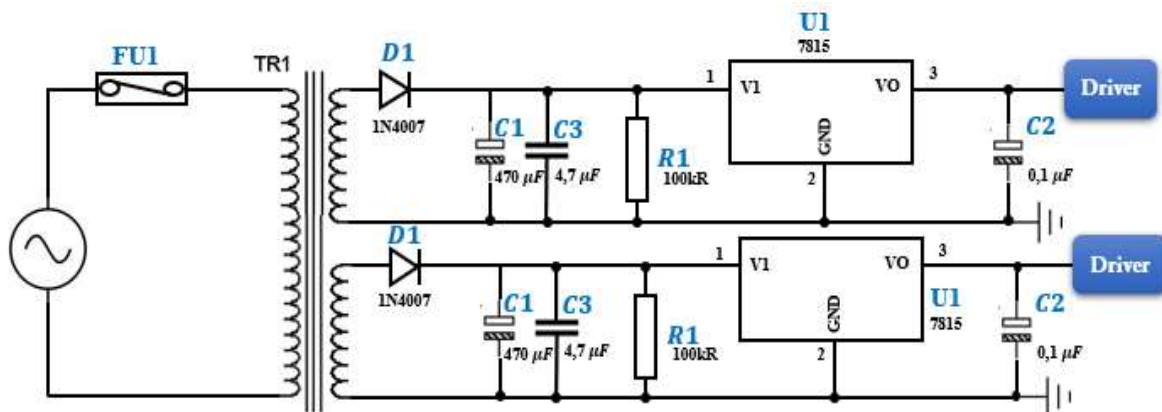 FU1
TR1
D1
1N4007
C1
470 µF
C3
4,7 µF
R1
100kR
U1
7815
1
V1
VO
3
GND
2
C2
0,1 µF
Driver
D1
1N4007
C1
470 µF
C3
4,7 µF
R1
100kR
1
V1
VO
3
GND
2
U1
7815
C2
0,1 µF
Driver